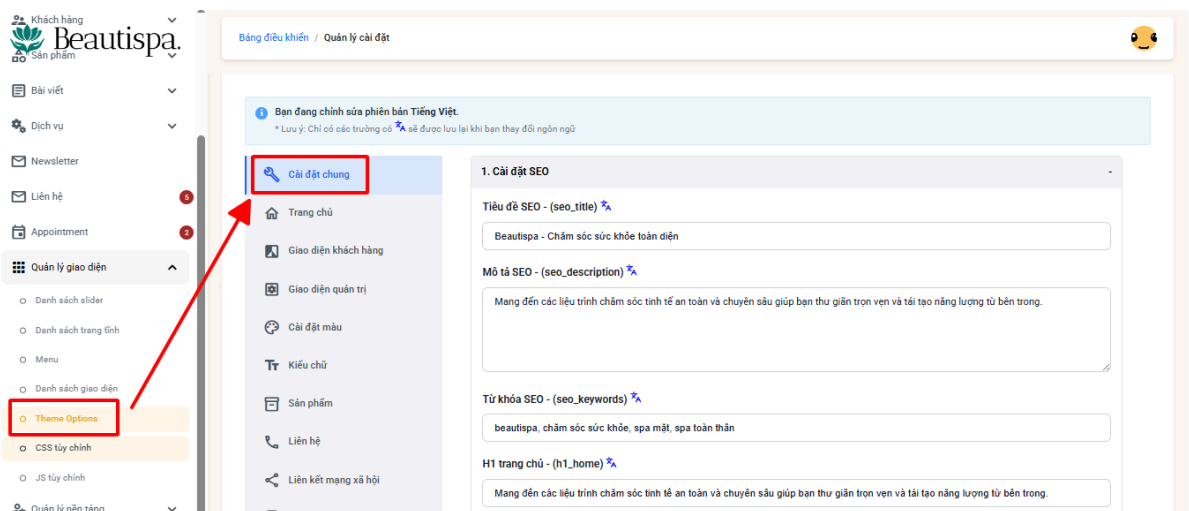 Khách hàng
Beautispa.
Sản phẩm
Bài viết
Dịch vụ
Newsletter
Liên hệ
5
Appointment
2
Quản lý giao diện
Danh sách slider
Danh sách trang tĩnh
Menu
Danh sách giao diện
Theme Options
CSS tùy chỉnh
JS tùy chỉnh
Quản lý nền tảng
Bảng điều khiển / Quản lý cài đặt
Bạn đang chỉnh sửa phiên bản Tiếng Việt.
* Lưu ý: Chỉ có các trường có sẽ được lưu lại khi bạn thay đổi ngôn ngữ
Cài đặt chung
Trang chủ
Giao diện khách hàng
Giao diện quản trị
Cài đặt màu
Kiểu chữ
Sản phẩm
Liên hệ
Liên kết mạng xã hội
1. Cài đặt SEO -
Tiêu đề SEO - (seo_title)
Beautispa - Chăm sóc sức khỏe toàn diện
Mô tả SEO - (seo_description)
Mang đến các liệu trình chăm sóc tinh tế an toàn và chuyên sâu giúp bạn thư giãn trọn vẹn và tái tạo năng lượng từ bên trong.
Từ khóa SEO - (seo_keywords)
beautispa, chăm sóc sức khỏe, spa mặt, spa toàn thân
H1 trang chủ - (h1_home)
Mang đến các liệu trình chăm sóc tinh tế an toàn và chuyên sâu giúp bạn thư giãn trọn vẹn và tái tạo năng lượng từ bên trong.